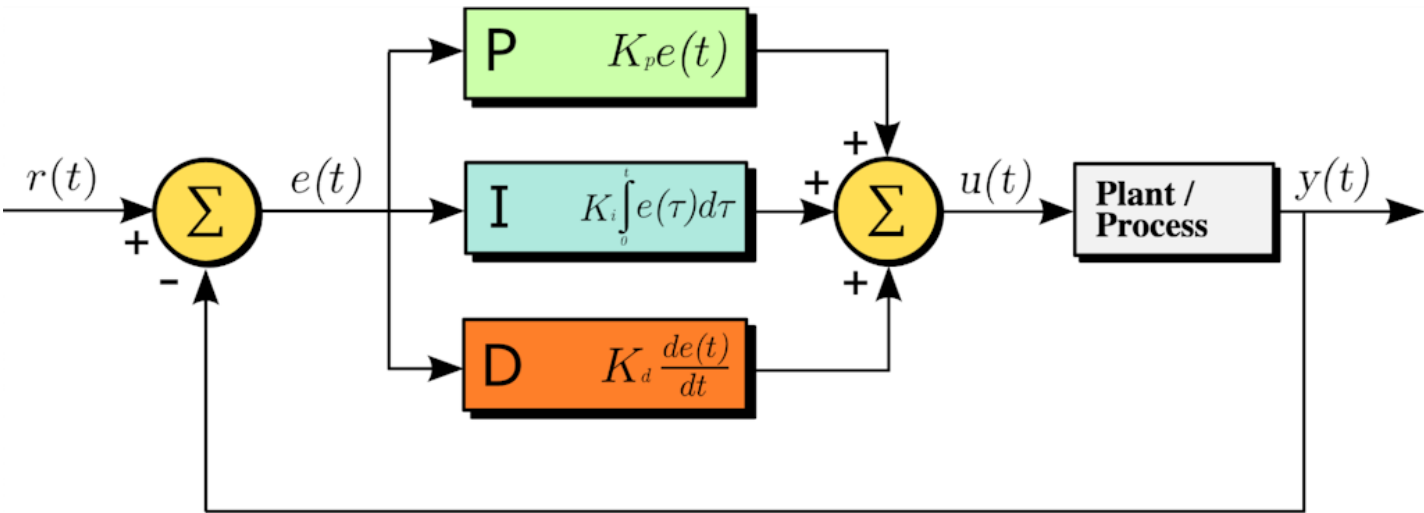 P K_p e(t)
r(t)
+
-
Σ
e(t)
I K_i ∫_0^t e(τ)dτ
D K_d de(t)/dt
+
+
+
Σ
u(t)
Plant /
Process
y(t)